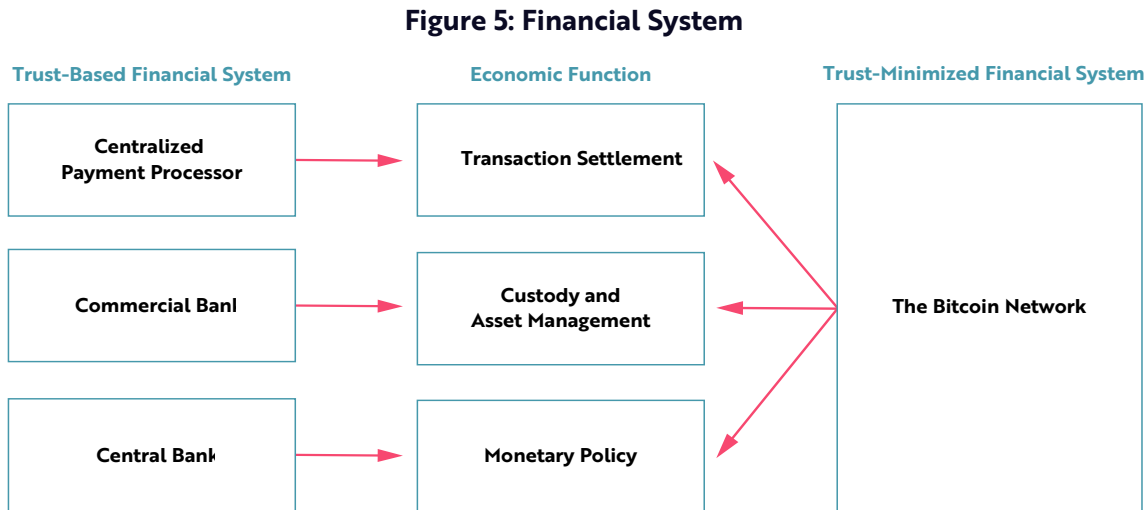 Figure 5: Financial System
Trust-Based Financial System
Economic Function
Trust-Minimized Financial System
Centralized
Payment Processor
Transaction Settlement
Commercial Bank
Custody and
Asset Management
The Bitcoin Network
Central Bank
Monetary Policy